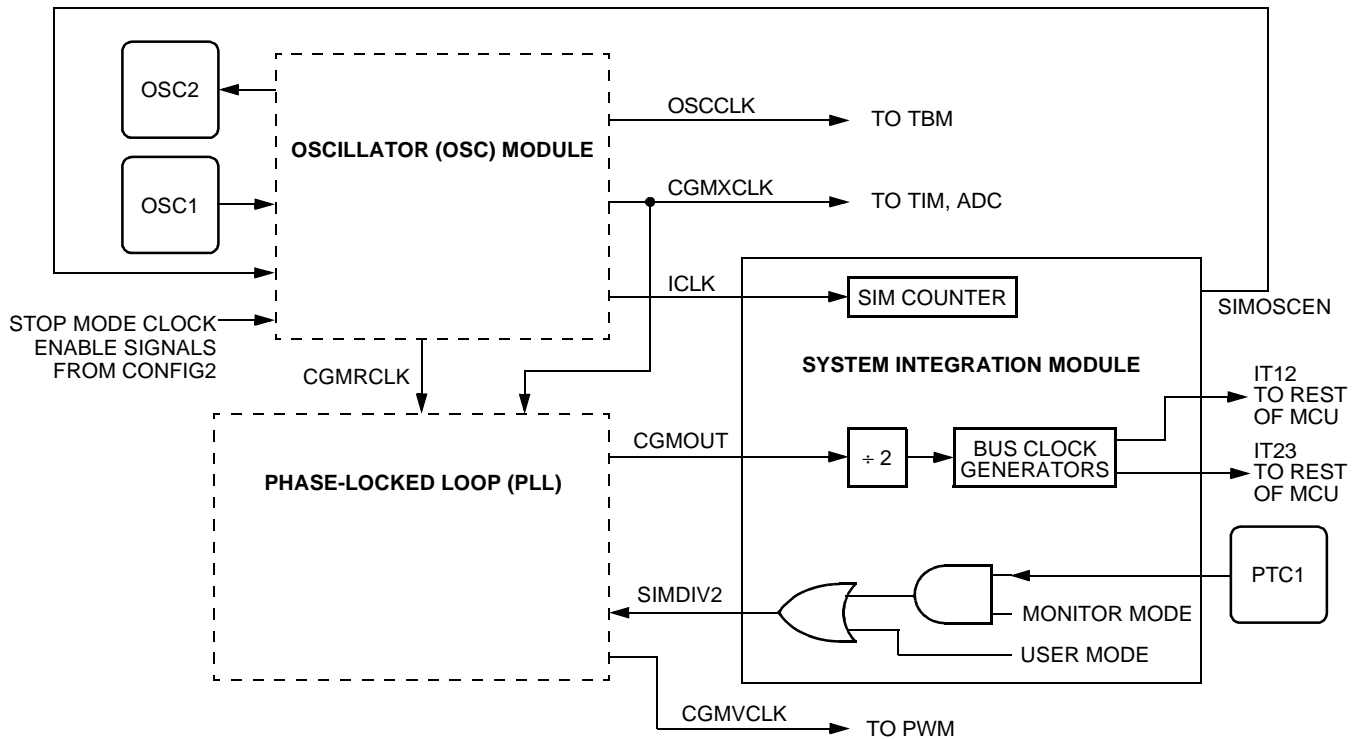 OSC2
OSC1
STOP MODE CLOCK
ENABLE SIGNALS
FROM CONFIG2
OSCILLATOR (OSC) MODULE
OSCCLK
TO TBM
CGMXCLK
TO TIM, ADC
ICLK
SIM COUNTER
SIMOSCEN
SYSTEM INTEGRATION MODULE
CGMRCLK
IT12
TO REST
OF MCU
CGMOUT
÷ 2
BUS CLOCK
GENERATORS
IT23
TO REST
OF MCU
PHASE-LOCKED LOOP (PLL)
PTC1
SIMDIV2
MONITOR MODE
USER MODE
CGMVCLK
TO PWM